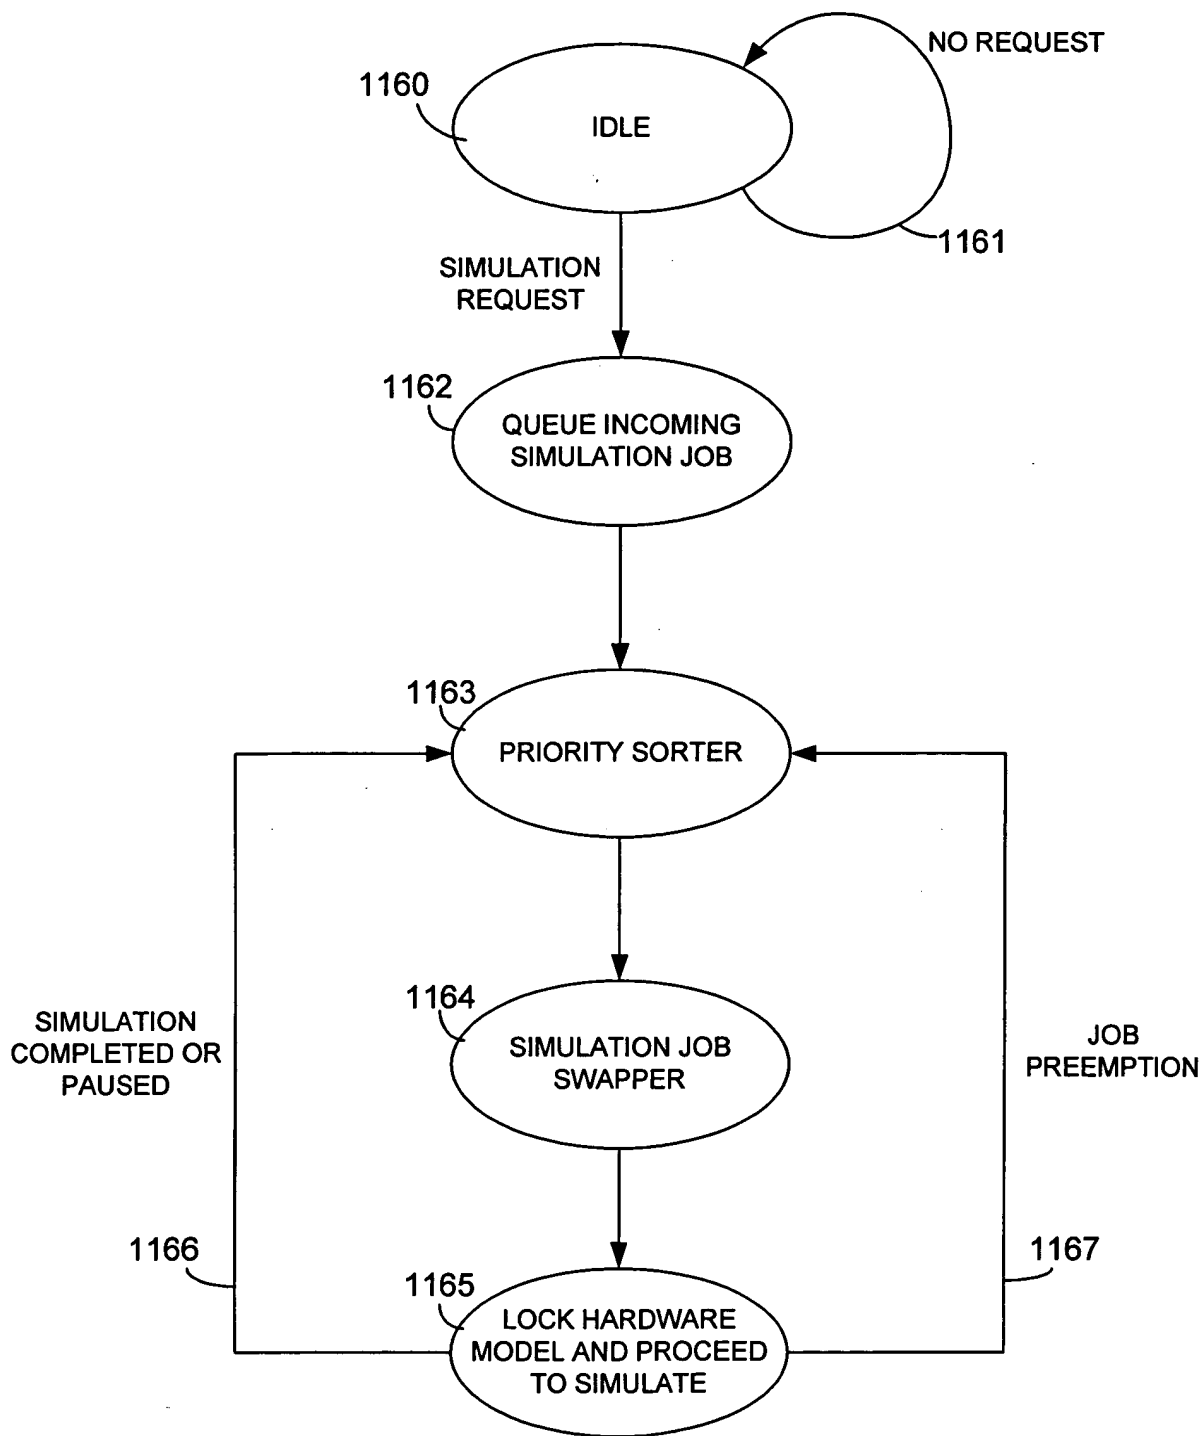 NO REQUEST
1160
IDLE
1161
SIMULATION
REQUEST
1162
QUEUE INCOMING
SIMULATION JOB
1163
PRIORITY SORTER
1164
SIMULATION JOB
SWAPPER
SIMULATION
COMPLETED OR
PAUSED
JOB
PREEMPTION
1166
1167
1165
LOCK HARDWARE
MODEL AND PROCEED
TO SIMULATE